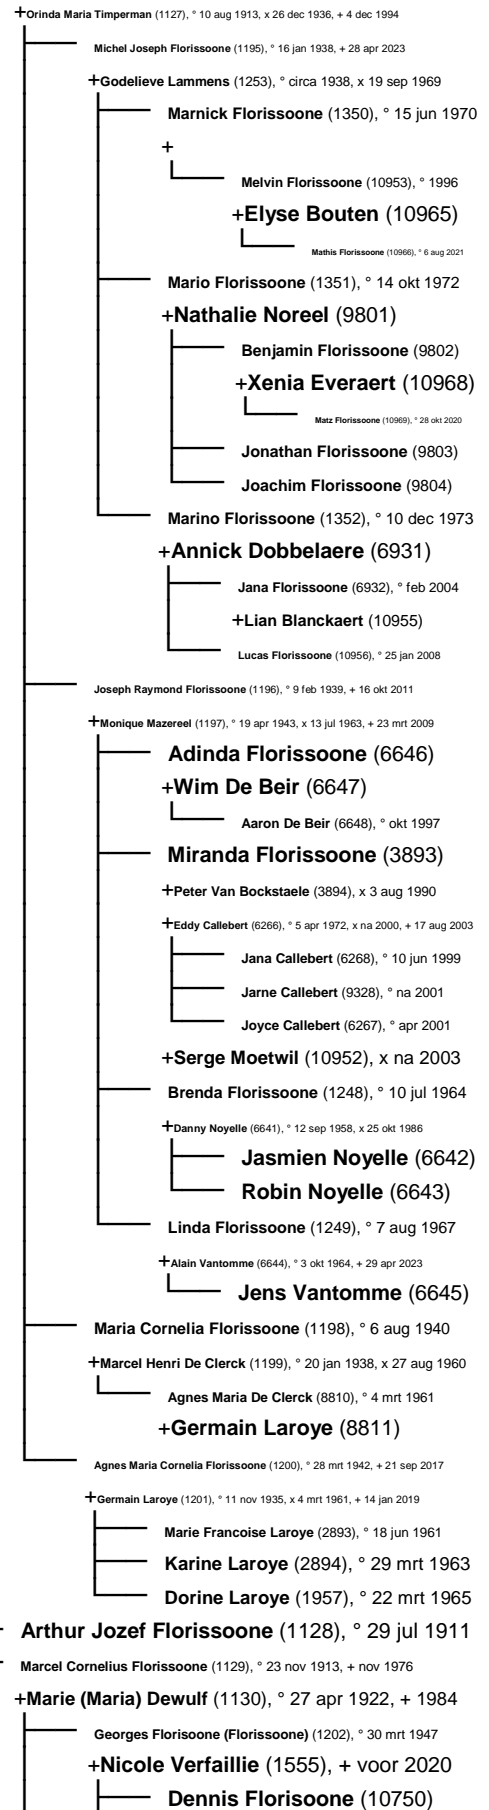 +Orinda Maria Timperman (1127), ° 10 aug 1913, x 26 dec 1936, + 4 dec 1994
Michel Joseph Florissoone (1195), ° 16 jan 1938, + 28 apr 2023
+Godelieve Lammens (1253), ° circa 1938, x 19 sep 1969
Marnick Florissoone (1350), ° 15 jun 1970
+
Melvin Florissoone (10953), ° 1996
+Elyse Bouten (10965)
Mathis Florissoone (10966), ° 6 aug 2021
Mario Florissoone (1351), ° 14 okt 1972
+Nathalie Noreel (9801)
Benjamin Florissoone (9802)
+Xenia Everaert (10968)
Matz Florissoone (10969), ° 28 okt 2020
Jonathan Florissoone (9803)
Joachim Florissoone (9804)
Marino Florissoone (1352), ° 10 dec 1973
+Annick Dobbelaere (6931)
Jana Florissoone (6932), ° feb 2004
+Lian Blanckaert (10955)
Lucas Florissoone (10956), ° 25 jan 2008
Joseph Raymond Florissoone (1196), ° 9 feb 1939, + 16 okt 2011
+Monique Mazereel (1197), ° 19 apr 1943, x 13 jul 1963, + 23 mrt 2009
Adinda Florissoone (6646)
+Wim De Beir (6647)
Aaron De Beir (6648), ° okt 1997
Miranda Florissoone (3893)
+Peter Van Bockstaele (3894), x 3 aug 1990
+Eddy Callebert (6266), ° 5 apr 1972, x na 2000, + 17 aug 2003
Jana Callebert (6268), ° 10 jun 1999
Jarne Callebert (9328), ° na 2001
Joyce Callebert (6267), ° apr 2001
+Serge Moetwil (10952), x na 2003
Brenda Florissoone (1248), ° 10 jul 1964
+Danny Noyelle (6641), ° 12 sep 1958, x 25 okt 1986
Jasmien Noyelle (6642)
Robin Noyelle (6643)
Linda Florissoone (1249), ° 7 aug 1967
+Alain Vantomme (6644), ° 3 okt 1964, + 29 apr 2023
Jens Vantomme (6645)
Maria Cornelia Florissoone (1198), ° 6 aug 1940
+Marcel Henri De Clerck (1199), ° 20 jan 1938, x 27 aug 1960
Agnes Maria De Clerck (8810), ° 4 mrt 1961
+Germain Laroye (8811)
Agnes Maria Cornelia Florissoone (1200), ° 28 mrt 1942, + 21 sep 2017
+Germain Laroye (1201), ° 11 nov 1935, x 4 mrt 1961, + 14 jan 2019
Marie Francoise Laroye (2893), ° 18 jun 1961
Karine Laroye (2894), ° 29 mrt 1963
Dorine Laroye (1957), ° 22 mrt 1965
Arthur Jozef Florissoone (1128), ° 29 jul 1911
Marcel Cornelius Florissoone (1129), ° 23 nov 1913, + nov 1976
+Marie (Maria) Dewulf (1130), ° 27 apr 1922, + 1984
Georges Florisoone (Florissoone) (1202), ° 30 mrt 1947
+Nicole Verfaillie (1555), + voor 2020
Dennis Florisoone (10750)